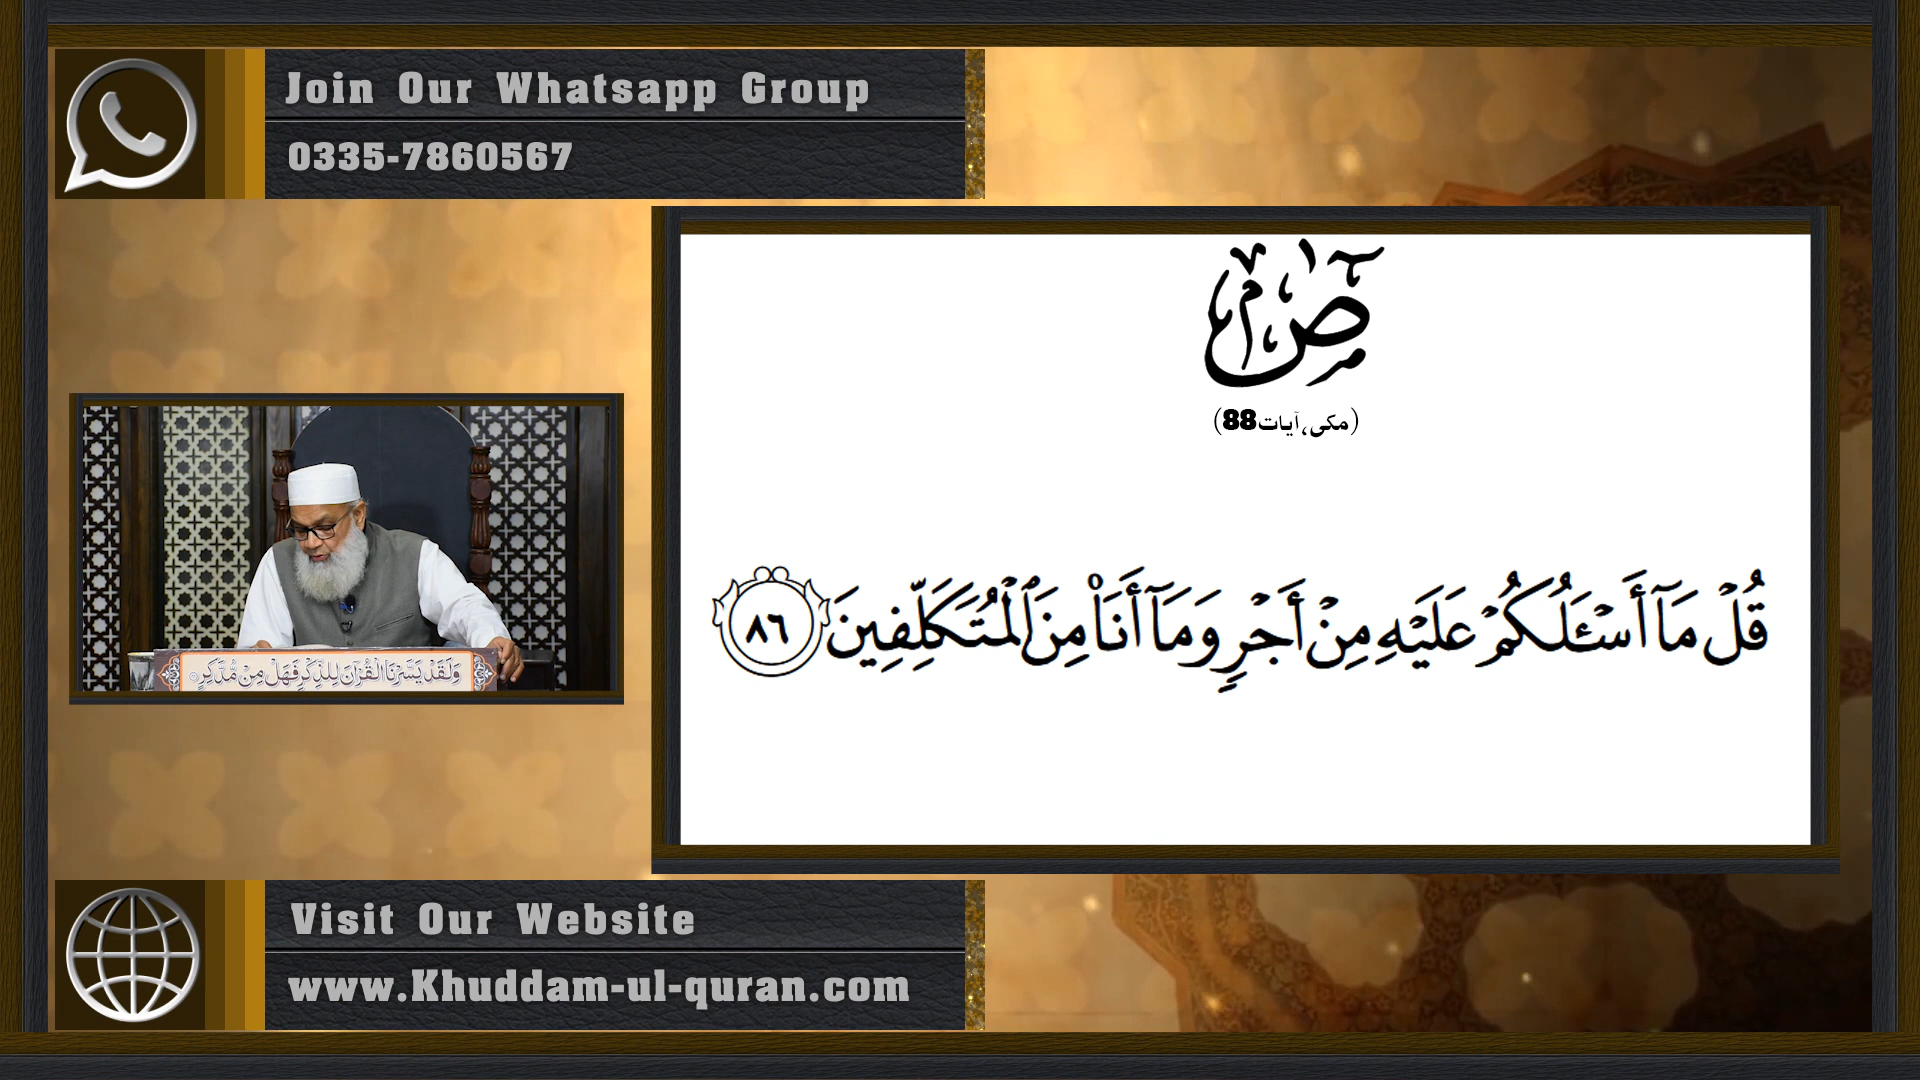 Join Our Whatsapp Group
0335-7860567
صٓ
(مکی، آیات 88)
قُلْ مَآ أَسْـَٔلُكُمْ عَلَيْهِ مِنْ أَجْرٍ وَمَآ أَنَا۠ مِنَ ٱلْمُتَكَلِّفِينَ ٨٦
وَلَقَدْ يَسَّرْنَا الْقُرْآنَ لِلذِّكْرِ فَهَلْ مِنْ مُّدَّكِرٍ
Visit Our Website
www.Khuddam-ul-quran.com